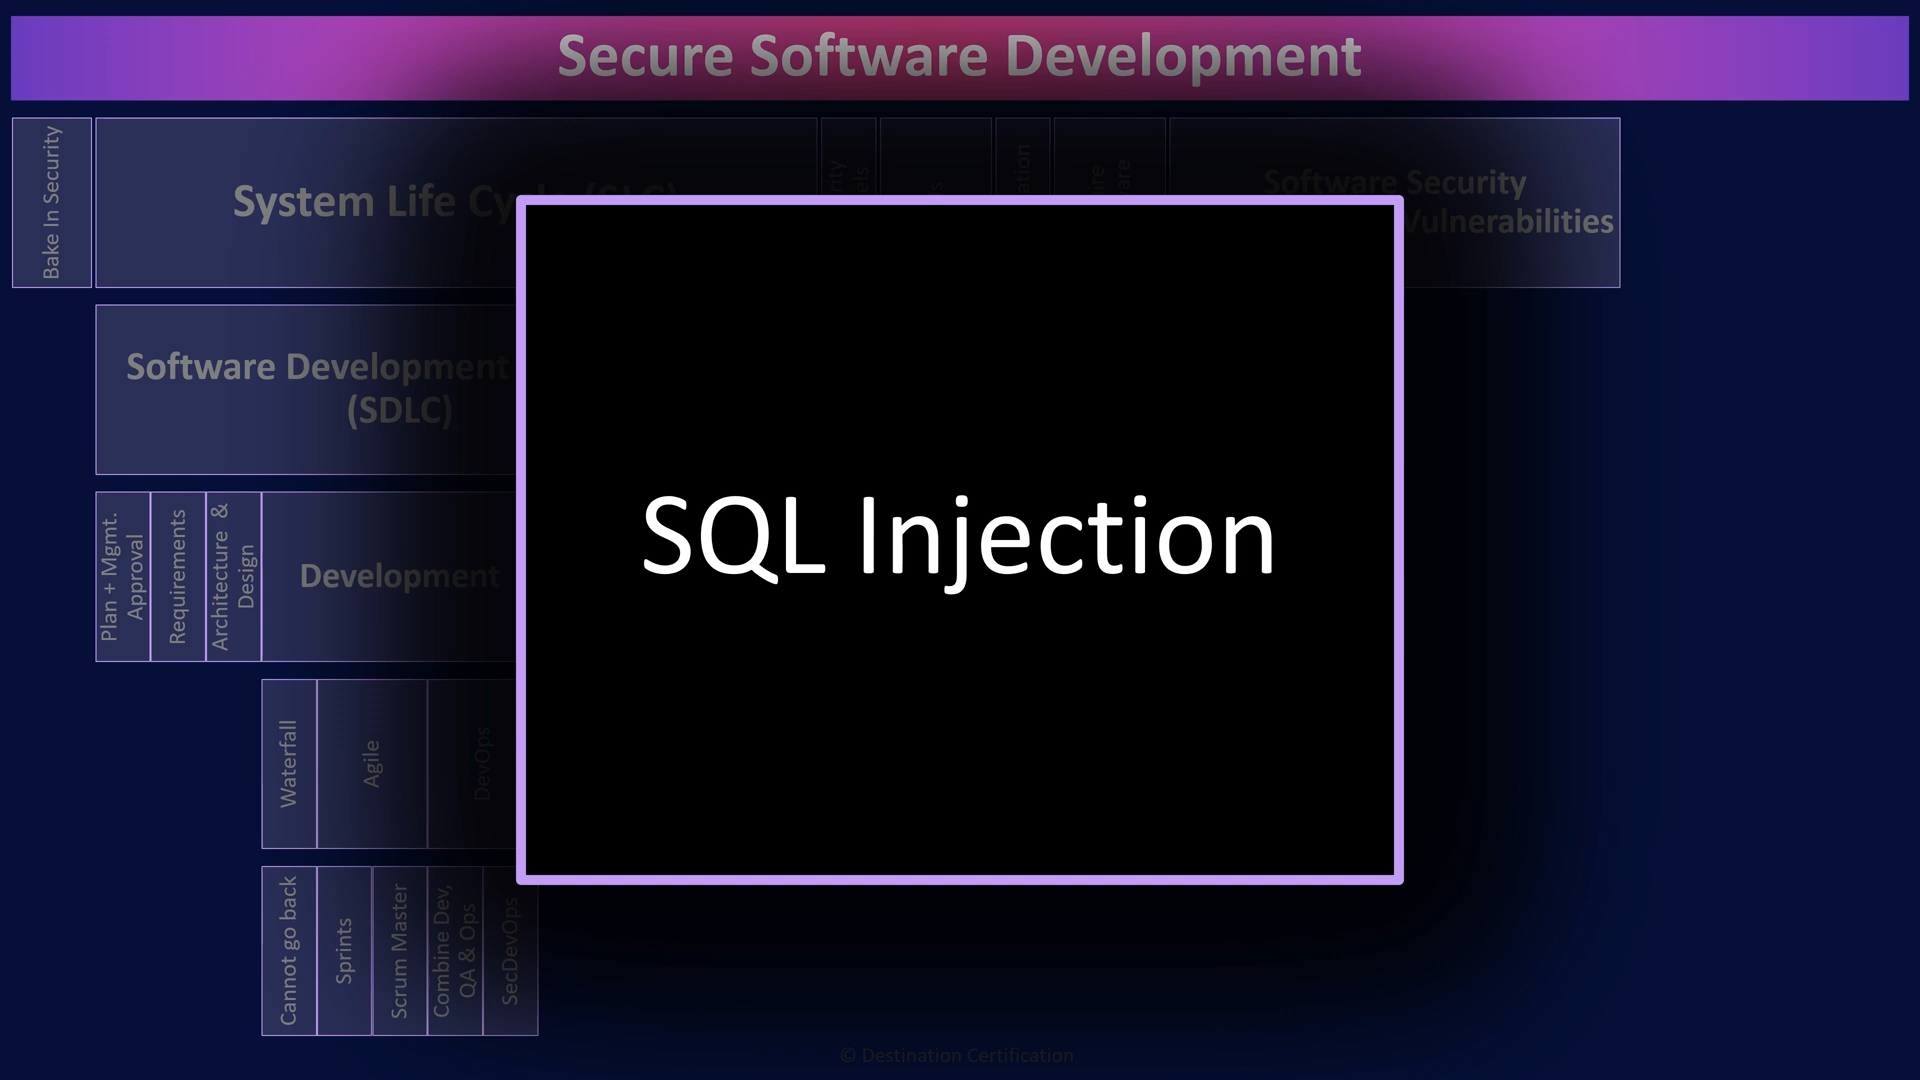 Secure Software Development
Bake In Security
System Life Cycle (SLC)
Software Security
Vulnerabilities
Software Development
(SDLC)
Plan + Mgmt.
Approval
Requirements
Architecture &
Design
Development
SQL Injection
Waterfall
Agile
DevOps
Cannot go back
Sprints
Scrum Master
Combine Dev,
QA & Ops
SecDevOps
© Destination Certification